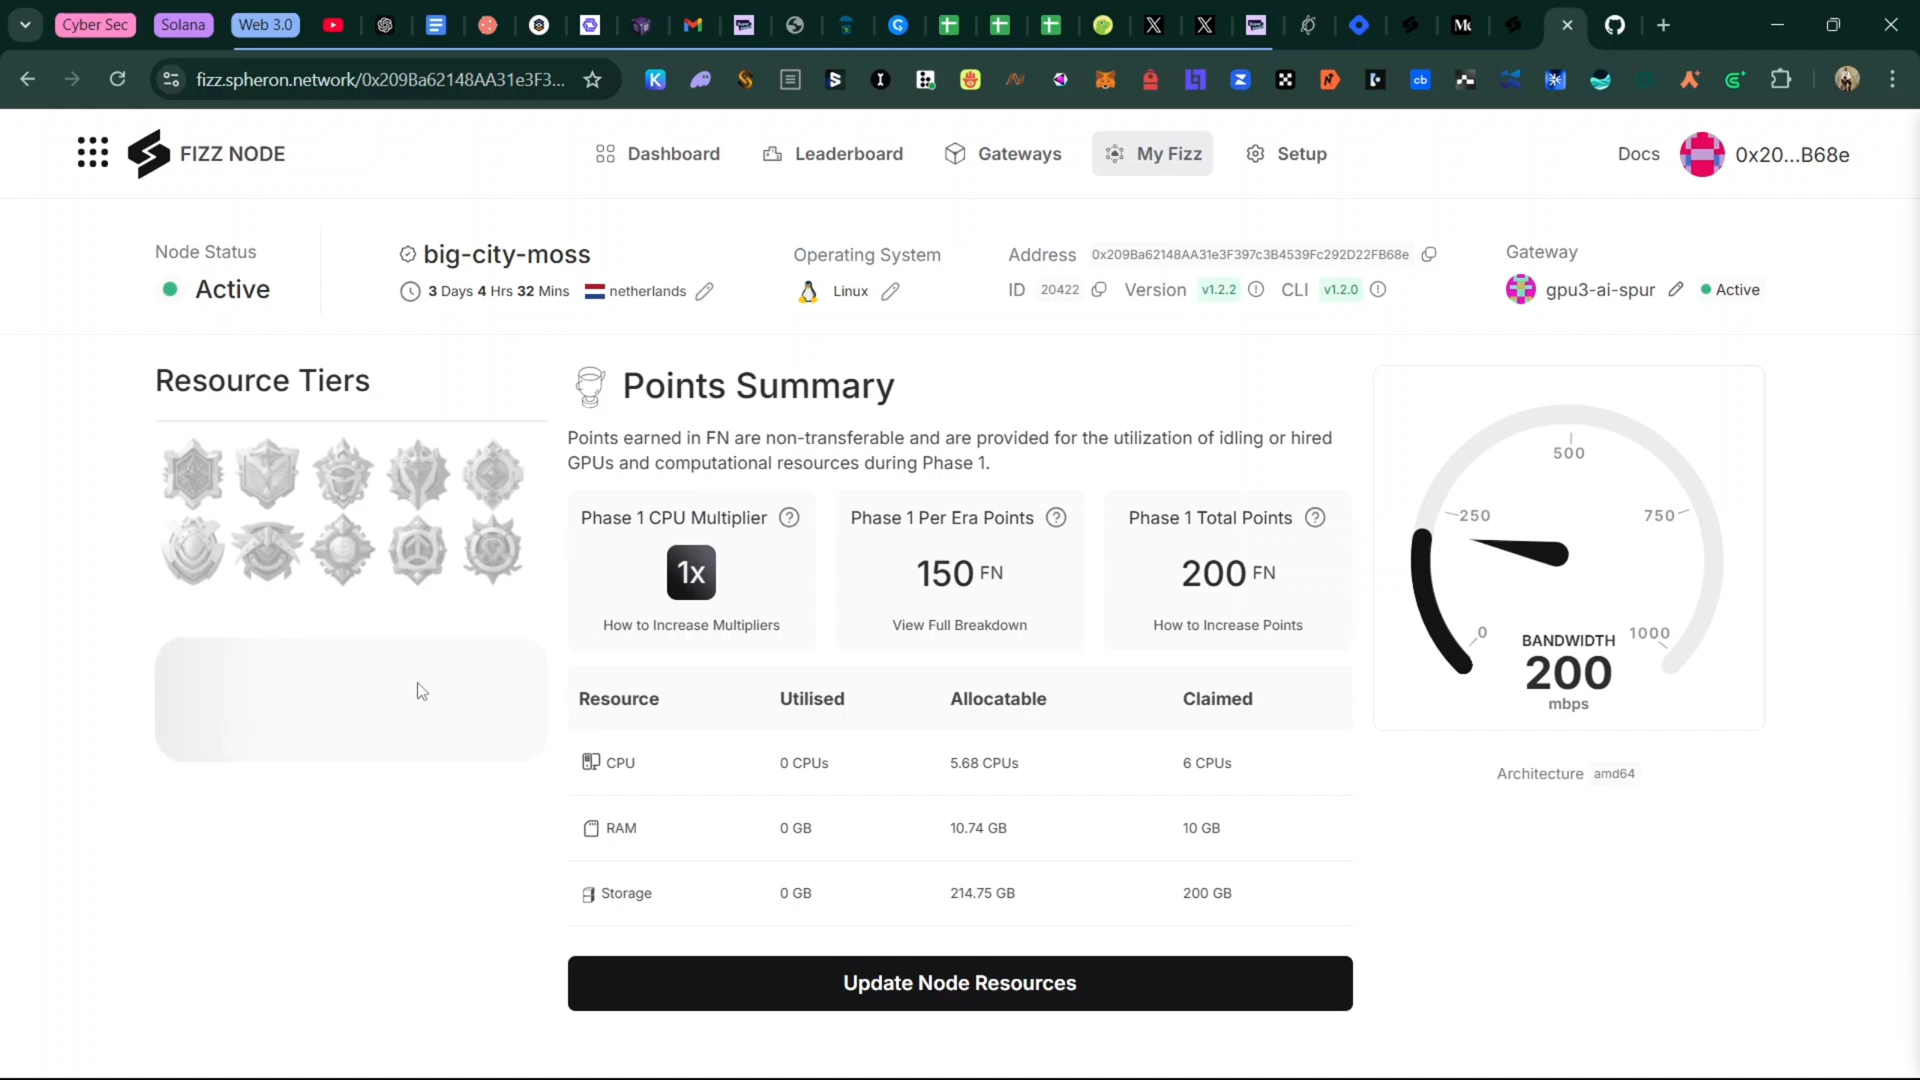 Cyber Sec
Solana
Web 3.0
fizz.spheron.network/0x209Ba62148AA31e3F3...
FIZZ NODE
Dashboard
Leaderboard
Gateways
My Fizz
Setup
Docs
0x20...B68e
Node Status
Active
big-city-moss
3 Days 4 Hrs 32 Mins
netherlands
Operating System
Linux
Address 0x209Ba62148AA31e3F397c3B4539Fc292D22FB68e
ID 20422 Version v1.2.2 CLI v1.2.0
Gateway
gpu3-ai-spur
Active
Resource Tiers
Points Summary
Points earned in FN are non-transferable and are provided for the utilization of idling or hired
GPUs and computational resources during Phase 1.
Phase 1 CPU Multiplier
1x
How to Increase Multipliers
Phase 1 Per Era Points
150 FN
View Full Breakdown
Phase 1 Total Points
200 FN
How to Increase Points
Resource Utilised Allocatable Claimed
CPU 0 CPUs 5.68 CPUs 6 CPUs
RAM 0 GB 10.74 GB 10 GB
Storage 0 GB 214.75 GB 200 GB
Update Node Resources
500
250
750
0
1000
BANDWIDTH
200
mbps
Architecture amd64